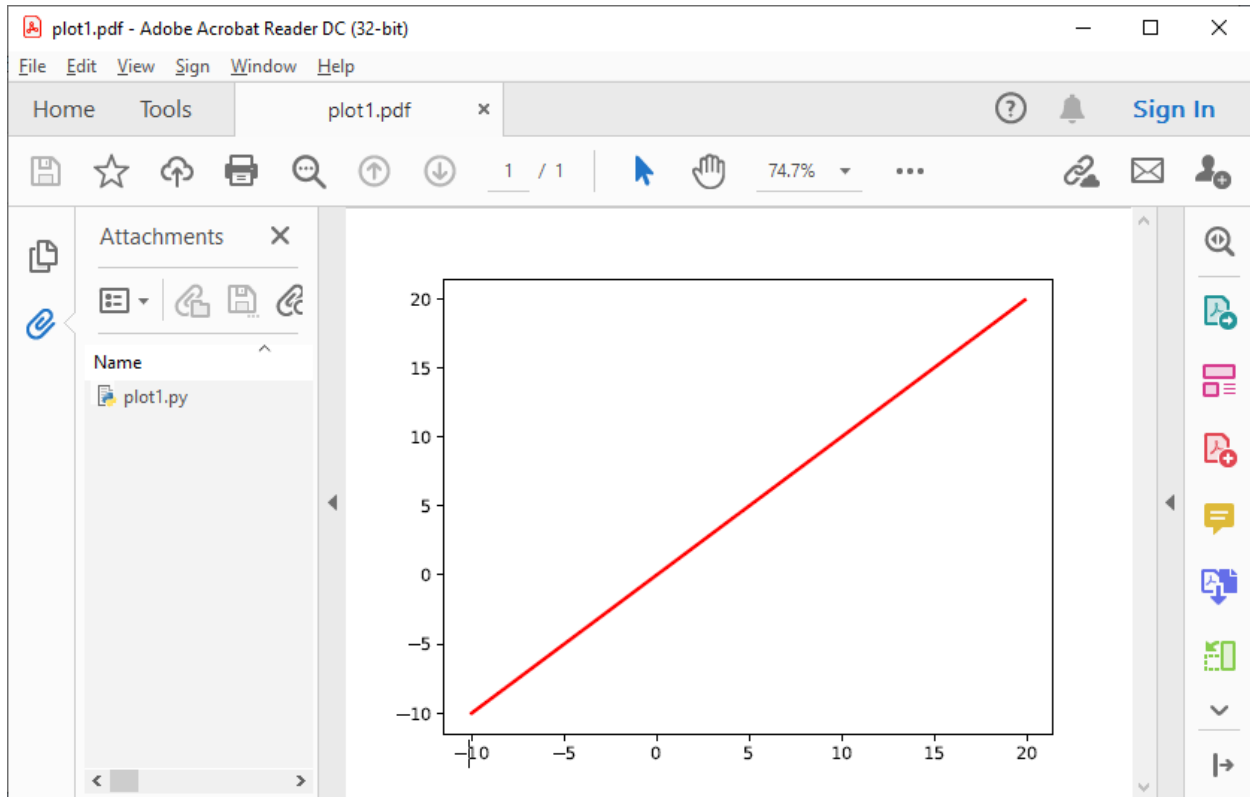 plot1.pdf - Adobe Acrobat Reader DC (32-bit)
File Edit View Sign Window Help
Home Tools plot1.pdf Sign In
1 / 1 74.7%
Attachments
Name
plot1.py
20
15
10
5
0
−5
−10
−10 −5 0 5 10 15 20